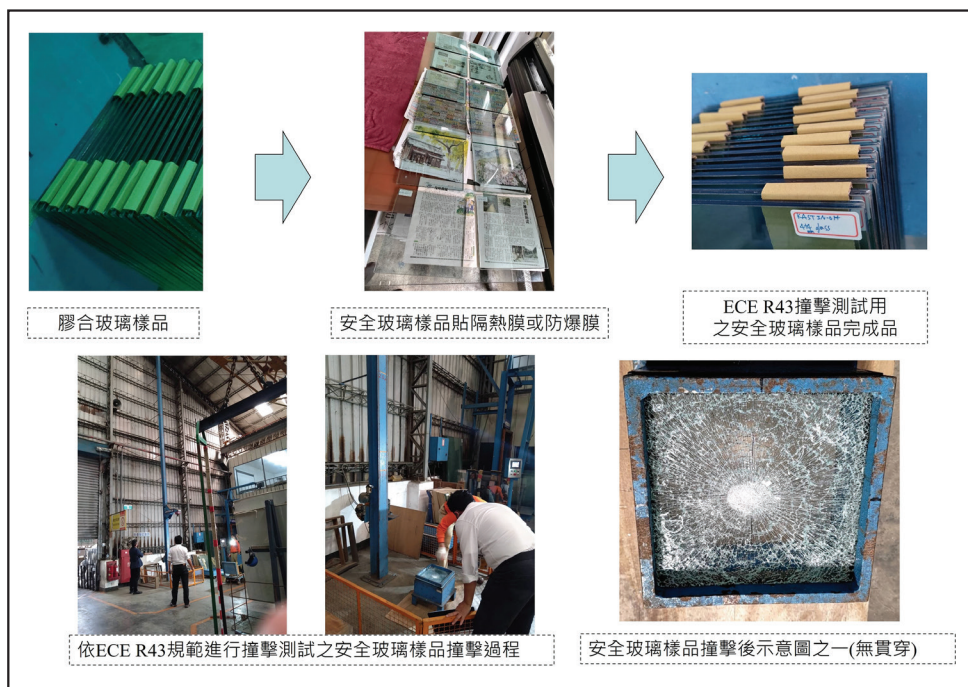 膠合玻璃樣品
安全玻璃樣品貼隔熱膜或防爆膜
ECE R43撞擊測試用
之安全玻璃樣品完成品
依ECE R43規範進行撞擊測試之安全玻璃樣品撞擊過程
安全玻璃樣品撞擊後示意圖之一(無貫穿)